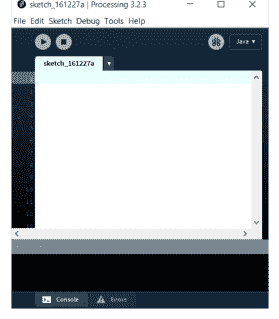 sketch_161227a | Processing 3.2.3
File Edit Sketch Debug Tools Help
Java ▾
sketch_161227a ▾
Console Errors